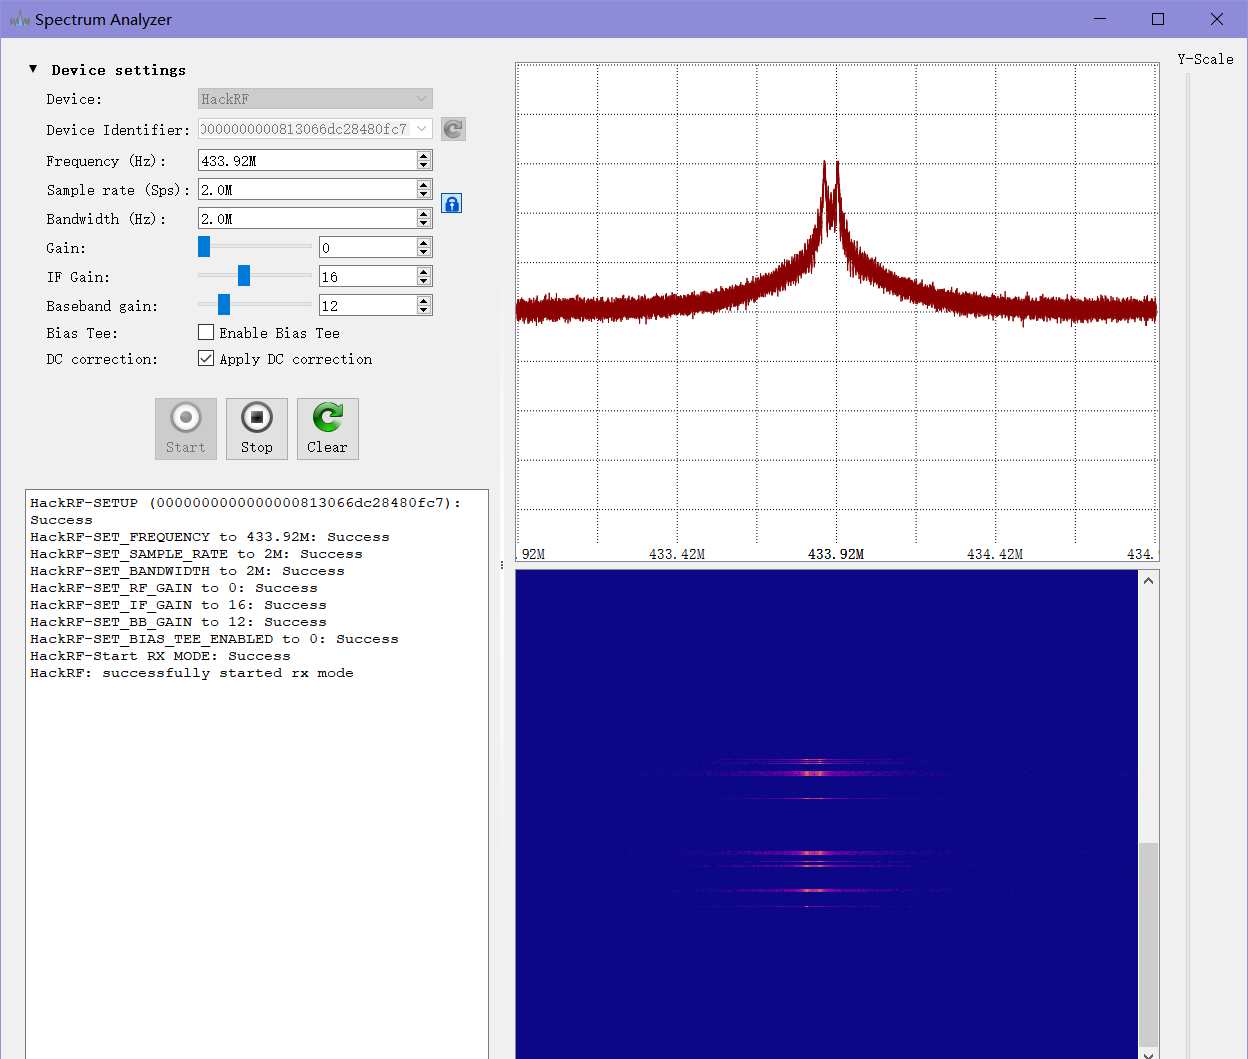 Spectrum Analyzer
▼ Device settings
Device: HackRF
Device Identifier: 0000000000813066dc28480fc7
Frequency (Hz): 433.92M
Sample rate (Sps): 2.0M
Bandwidth (Hz): 2.0M
Gain: 0
IF Gain: 16
Baseband gain: 12
Bias Tee: Enable Bias Tee
DC correction: Apply DC correction
Start Stop Clear
HackRF-SETUP (0000000000000000813066dc28480fc7):
Success
HackRF-SET_FREQUENCY to 433.92M: Success
HackRF-SET_SAMPLE_RATE to 2M: Success
HackRF-SET_BANDWIDTH to 2M: Success
HackRF-SET_RF_GAIN to 0: Success
HackRF-SET_IF_GAIN to 16: Success
HackRF-SET_BB_GAIN to 12: Success
HackRF-SET_BIAS_TEE_ENABLED to 0: Success
HackRF-Start RX MODE: Success
HackRF: successfully started rx mode
Y-Scale
.92M 433.42M 433.92M 434.42M 434.